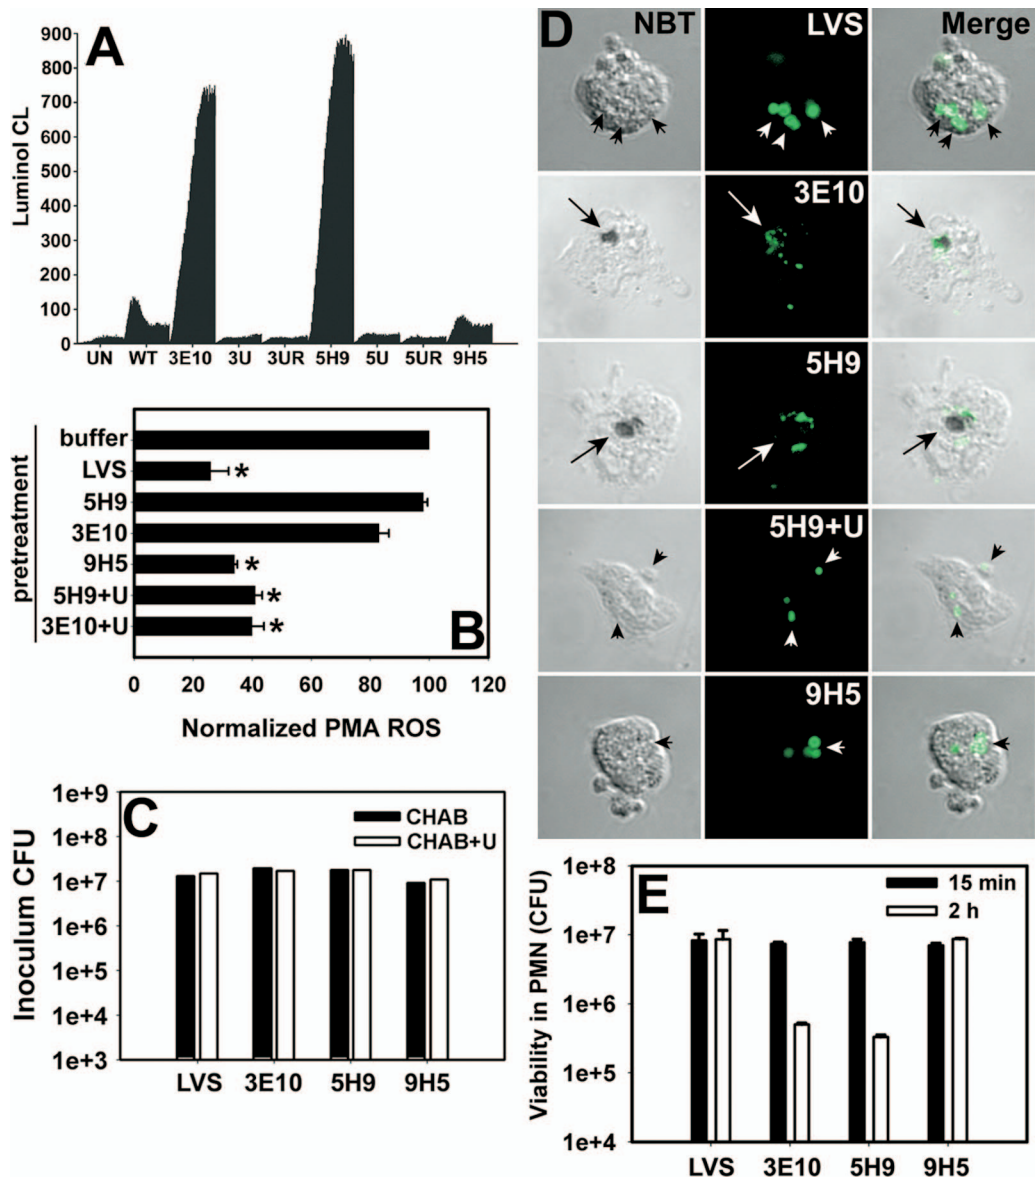 A
Luminol CL
900
800
700
600
500
400
300
200
100
0
UN WT 3E10 3U 3UR 5H9 5U 5UR 9H5
B
pretreatment
buffer
LVS *
5H9
3E10
9H5 *
5H9+U *
3E10+U *
0 20 40 60 80 100 120
Normalized PMA ROS
C
Inoculum CFU
1e+9
1e+8
1e+7
1e+6
1e+5
1e+4
1e+3
CHAB
CHAB+U
LVS 3E10 5H9 9H5
D NBT LVS Merge
3E10
5H9
5H9+U
9H5
E
Viability in PMN (CFU)
1e+8
1e+7
1e+6
1e+5
1e+4
15 min
2 h
LVS 3E10 5H9 9H5